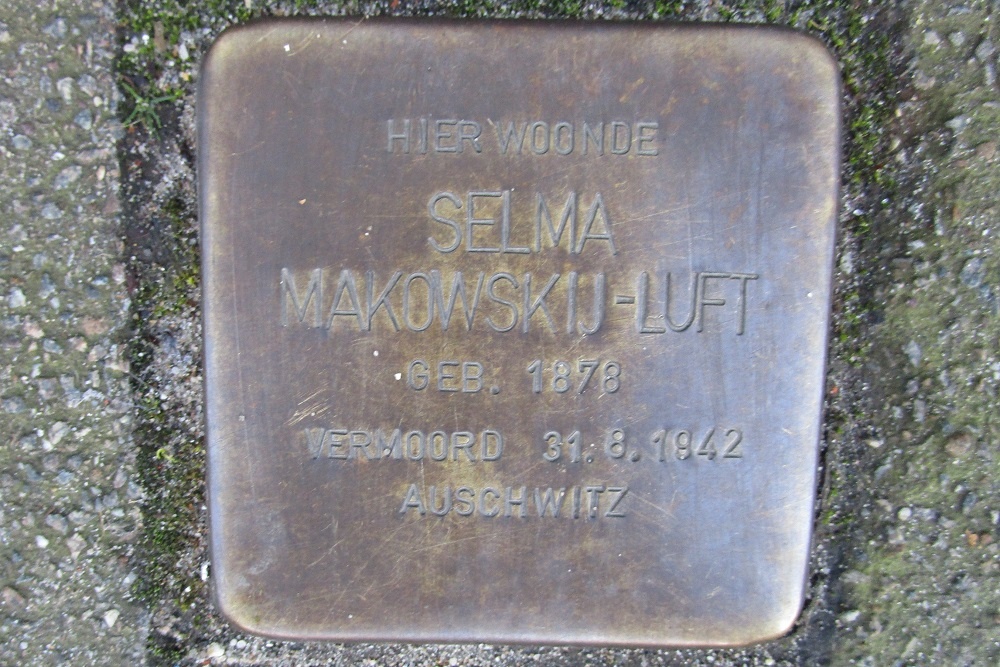 HIER WOONDE
SELMA
MAKOWSKIJ-LUFT
GEB. 1878
VERMOORD 31.8.1942
AUSCHWITZ